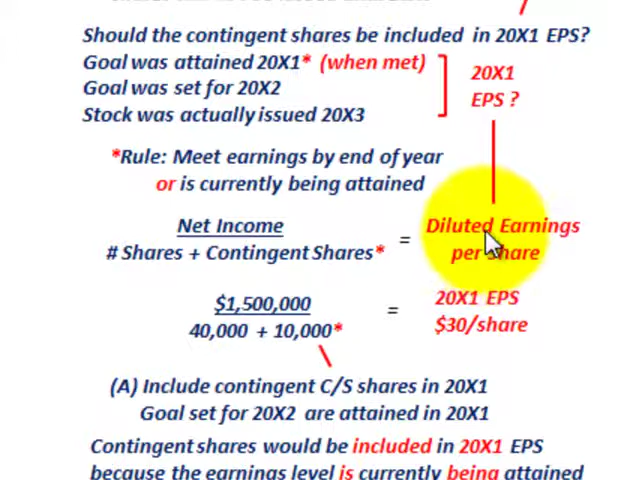 Should the contingent shares be included in 20X1 EPS?
Goal was attained 20X1* (when met)
Goal was set for 20X2
Stock was actually issued 20X3
20X1
EPS ?
*Rule: Meet earnings by end of year
or is currently being attained
Net Income
# Shares + Contingent Shares*
=
Diluted Earnings
per share
$1,500,000
40,000 + 10,000*
=
20X1 EPS
$30/share
(A) Include contingent C/S shares in 20X1
Goal set for 20X2 are attained in 20X1
Contingent shares would be included in 20X1 EPS
because the earnings level is currently being attained